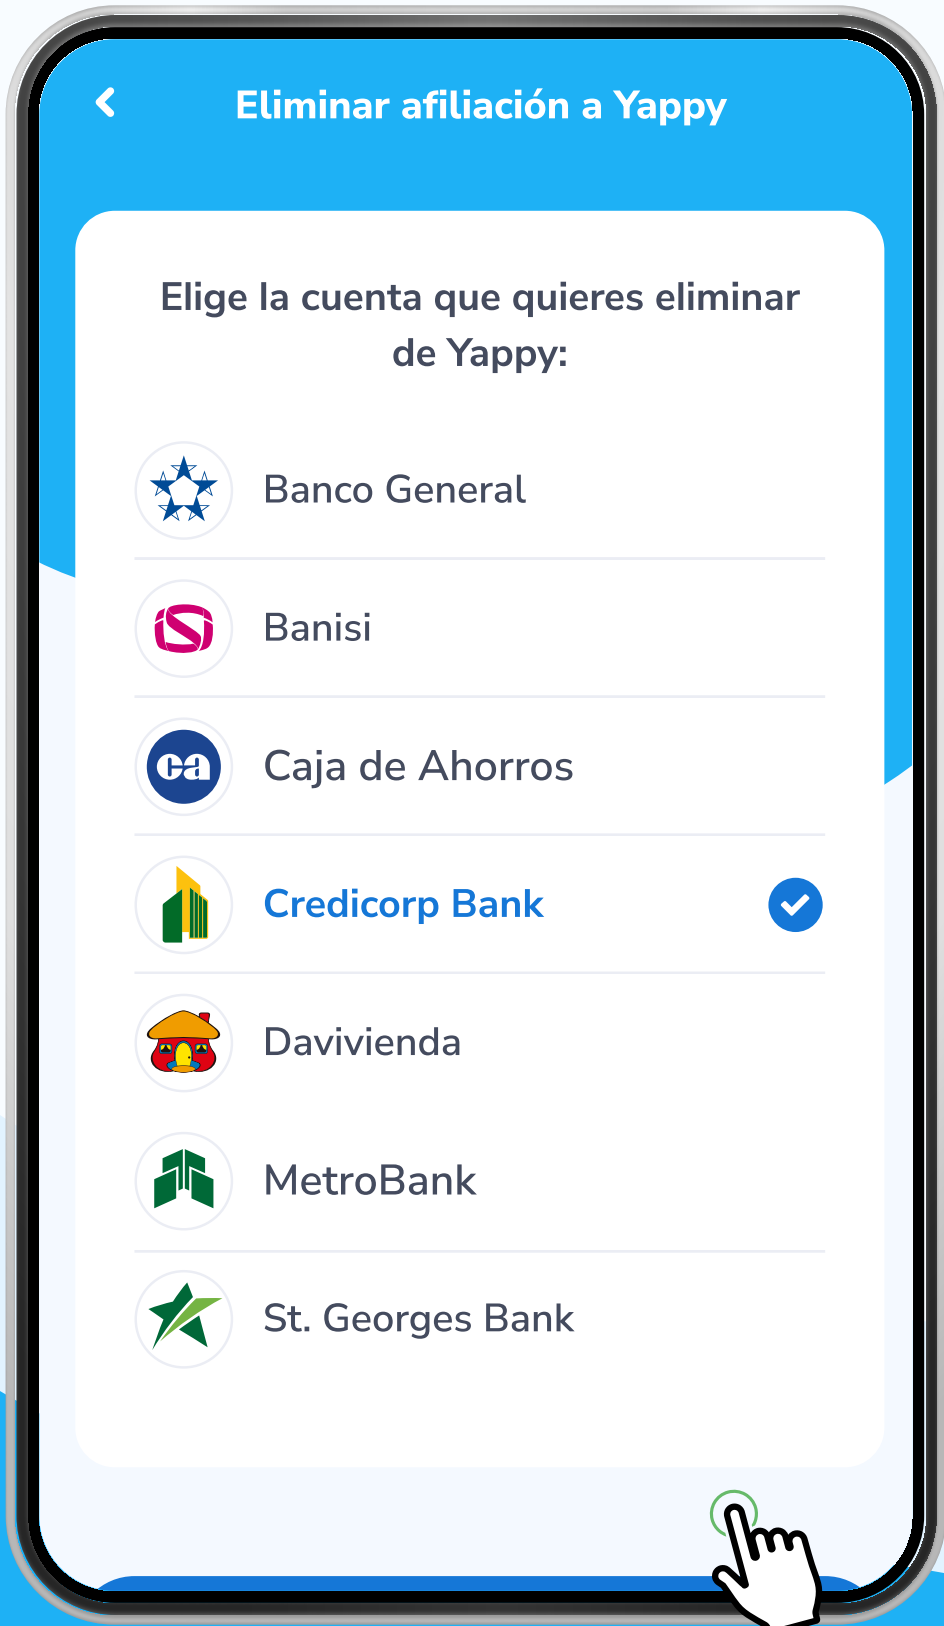 Eliminar afiliación a Yappy
Elige la cuenta que quieres eliminar
de Yappy:
Banco General
Banisi
ca
Caja de Ahorros
Credicorp Bank
Davivienda
MetroBank
St. Georges Bank